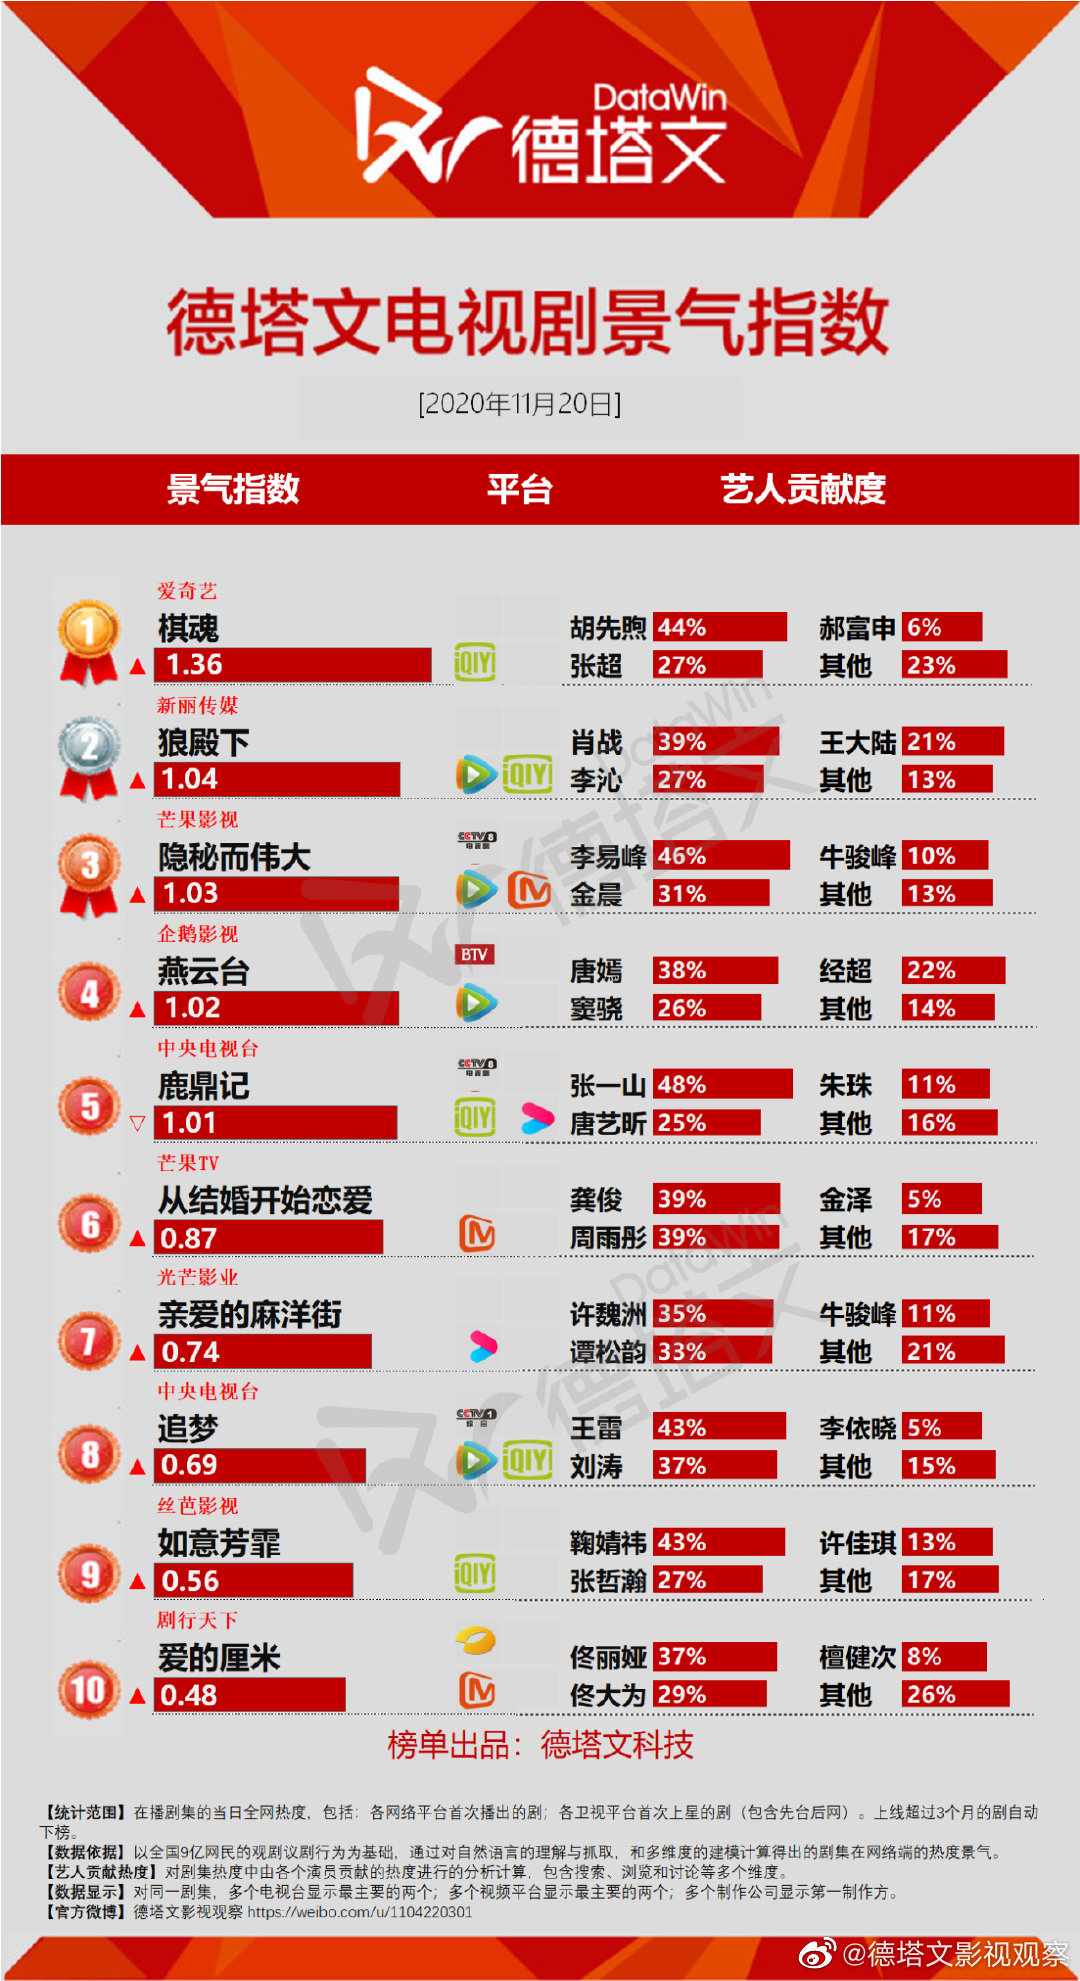 DataWin
德塔文
德塔文电视剧景气指数
[2020年11月20日]
景气指数 平台 艺人贡献度
爱奇艺
1 棋魂 胡先煦 44% 郝富申 6%
1.36 iQIYI 张超 27% 其他 23%
新丽传媒
2 狼殿下 肖战 39% 王大陆 21%
1.04 iQIYI 李沁 27% 其他 13%
芒果影视
3 隐秘而伟大 CCTV8 电视剧 李易峰 46% 牛骏峰 10%
1.03 金晨 31% 其他 13%
企鹅影视
4 燕云台 BTV 唐嫣 38% 经超 22%
1.02 窦骁 26% 其他 14%
中央电视台
5 鹿鼎记 CCTV8 电视剧 张一山 48% 朱珠 11%
1.01 iQIYI 唐艺昕 25% 其他 16%
芒果TV
6 从结婚开始恋爱 龚俊 39% 金泽 5%
0.87 周雨彤 39% 其他 17%
光芒影业
7 亲爱的麻洋街 许魏洲 35% 牛骏峰 11%
0.74 谭松韵 33% 其他 21%
中央电视台
8 追梦 CCTV1 综合 王雷 43% 李依晓 5%
0.69 iQIYI 刘涛 37% 其他 15%
丝芭影视
9 如意芳霏 鞠婧祎 43% 许佳琪 13%
0.56 iQIYI 张哲瀚 27% 其他 17%
剧行天下
10 爱的厘米 佟丽娅 37% 檀健次 8%
0.48 佟大为 29% 其他 26%
榜单出品：德塔文科技
【统计范围】在播剧集的当日全网热度，包括：各网络平台首次播出的剧；各卫视平台首次上星的剧（包含先台后网）。上线超过3个月的剧自动
下榜。
【数据依据】以全国9亿网民的观剧议剧行为为基础，通过对自然语言的理解与抓取，和多维度的建模计算得出的剧集在网络端的热度景气。
【艺人贡献热度】对剧集热度中由各个演员贡献的热度进行的分析计算，包含搜索、浏览和讨论等多个维度。
【数据显示】对同一剧集，多个电视台显示最主要的两个；多个视频平台显示最主要的两个；多个制作公司显示第一制作方。
【官方微博】德塔文影视观察 https://weibo.com/u/1104220301
@德塔文影视观察